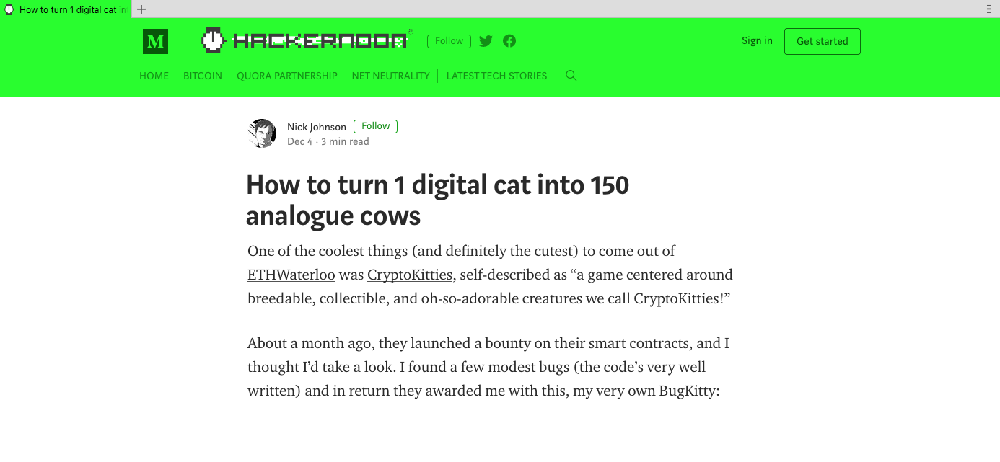 How to turn 1 digital cat in
M
HACKERNOON
Follow
Sign in
Get started
HOME
BITCOIN
QUORA PARTNERSHIP
NET NEUTRALITY
LATEST TECH STORIES
Nick Johnson
Follow
Dec 4 · 3 min read
How to turn 1 digital cat into 150
analogue cows
One of the coolest things (and definitely the cutest) to come out of
ETHWaterloo was CryptoKitties, self-described as “a game centered around
breedable, collectible, and oh-so-adorable creatures we call CryptoKitties!”
About a month ago, they launched a bounty on their smart contracts, and I
thought I’d take a look. I found a few modest bugs (the code’s very well
written) and in return they awarded me with this, my very own BugKitty: